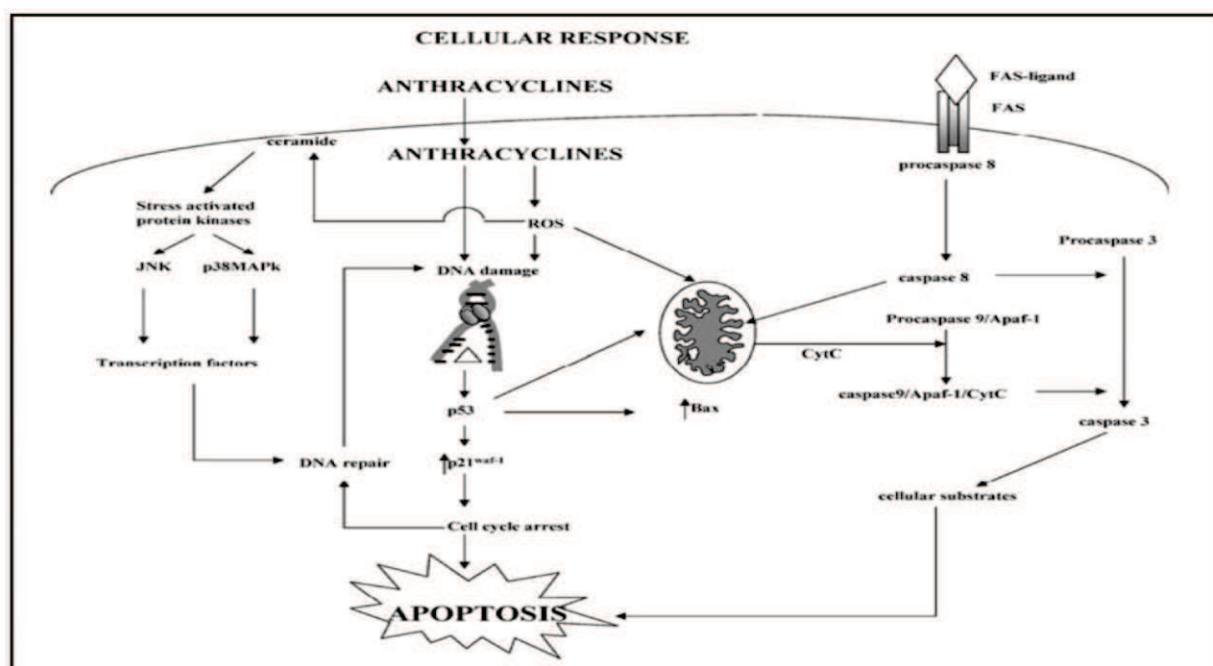 CELLULAR RESPONSE
ANTHRACYCLINES
FAS-ligand
FAS
ceramide
ANTHRACYCLINES
procaspase 8
Stress activated
protein kinases
ROS
JNK
p38MAPk
DNA damage
Procaspase 3
caspase 8
Procaspase 9/Apaf-1
CytC
Transcription factors
caspase9/Apaf-1/CytC
p53
Bax
caspase 3
DNA repair
p21waf-1
cellular substrates
Cell cycle arrest
APOPTOSIS